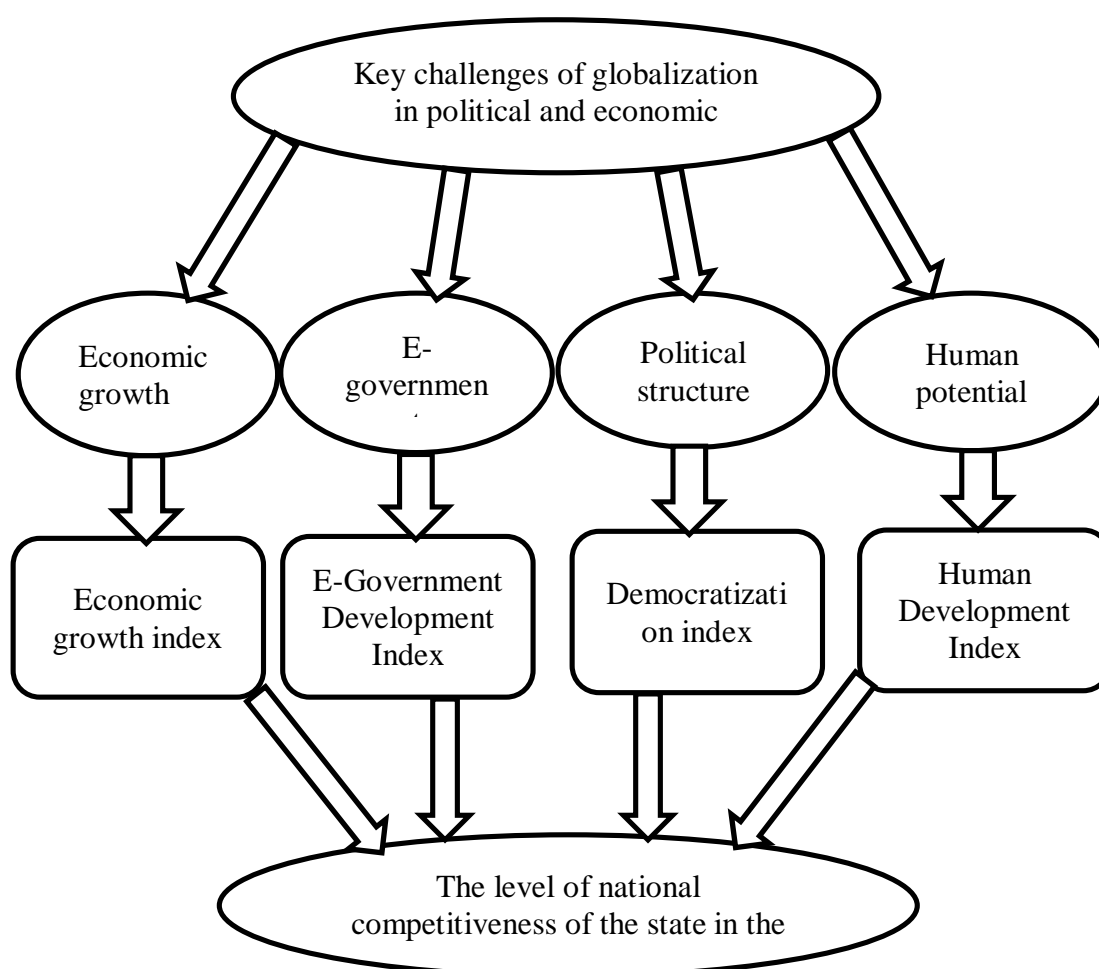 Key challenges of globalization
in political and economic
Economic
growth
E-
governmen
Political
structure
Human
potential
Economic
growth index
E-Government
Development
Index
Democratizati
on index
Human
Development
Index
The level of national
competitiveness of the state in the